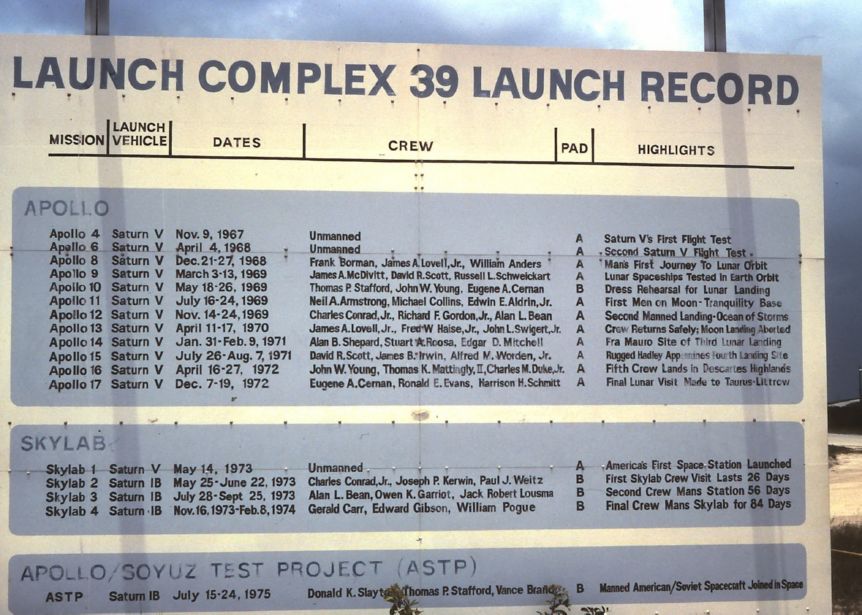 LAUNCH COMPLEX 39 LAUNCH RECORD
MISSION LAUNCH VEHICLE DATES CREW PAD HIGHLIGHTS
APOLLO
Apollo 4 Saturn V Nov. 9, 1967 Unmanned A Saturn V's First Flight Test
Apollo 6 Saturn V April 4, 1968 Unmanned A Second Saturn V Flight Test
Apollo 8 Saturn V Dec. 21-27, 1968 Frank Borman, James A. Lovell, Jr., William Anders A Man's First Journey To Lunar Orbit
Apollo 9 Saturn V March 3-13, 1969 James A. McDivitt, David R. Scott, Russell L. Schweickart A Lunar Spaceships Tested in Earth Orbit
Apollo 10 Saturn V May 18-26, 1969 Thomas P. Stafford, John W. Young, Eugene A. Cernan B Dress Rehearsal for Lunar Landing
Apollo 11 Saturn V July 16-24, 1969 Neil A. Armstrong, Michael Collins, Edwin E. Aldrin, Jr. A First Men on Moon-Tranquility Base
Apollo 12 Saturn V Nov. 14-24, 1969 Charles Conrad, Jr., Richard F. Gordon, Jr., Alan L. Bean A Second Manned Landing-Ocean of Storms
Apollo 13 Saturn V April 11-17, 1970 James A. Lovell, Jr., Fred W. Haise, Jr., John L. Swigert, Jr. A Crew Returns Safely; Moon Landing Aborted
Apollo 14 Saturn V Jan. 31-Feb. 9, 1971 Alan B. Shepard, Stuart A. Roosa, Edgar D. Mitchell A Fra Mauro Site of Third Lunar Landing
Apollo 15 Saturn V July 26-Aug. 7, 1971 David R. Scott, James B. Irwin, Alfred M. Worden, Jr. A Rugged Hadley Appenines Fourth Landing Site
Apollo 16 Saturn V April 16-27, 1972 John W. Young, Thomas K. Mattingly, II, Charles M. Duke, Jr. A Fifth Crew Lands in Descartes Highlands
Apollo 17 Saturn V Dec. 7-19, 1972 Eugene A. Cernan, Ronald E. Evans, Harrison H. Schmitt A Final Lunar Visit Made to Taurus-Littrow
SKYLAB
Skylab 1 Saturn V May 14, 1973 Unmanned A America's First Space Station Launched
Skylab 2 Saturn IB May 25-June 22, 1973 Charles Conrad, Jr., Joseph P. Kerwin, Paul J. Weitz B First Skylab Crew Visit Lasts 26 Days
Skylab 3 Saturn IB July 28-Sept 25, 1973 Alan L. Bean, Owen K. Garriot, Jack Robert Lousma B Second Crew Mans Station 56 Days
Skylab 4 Saturn IB Nov. 16, 1973-Feb. 8, 1974 Gerald Carr, Edward Gibson, William Pogue B Final Crew Mans Skylab for 84 Days
APOLLO/SOYUZ TEST PROJECT (ASTP)
ASTP Saturn IB July 15-24, 1975 Donald K. Thomas P. Stafford, Vance B Manned American/Soviet Spacecraft Joined in Space